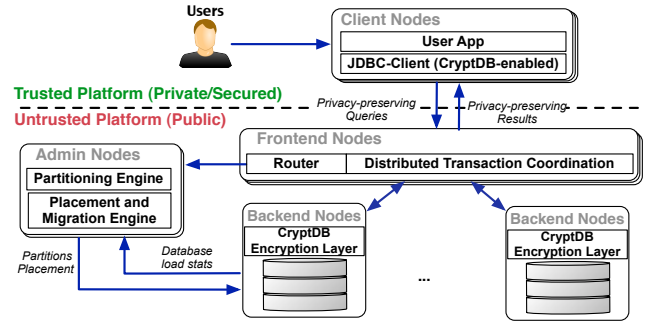 Users
Client Nodes
User App
JDBC-Client (CryptDB-enabled)
Trusted Platform (Private/Secured)
Untrusted Platform (Public)
Privacy-preserving
Queries
Privacy-preserving
Results
Frontend Nodes
Router
Distributed Transaction Coordination
Admin Nodes
Partitioning Engine
Placement and
Migration Engine
Partitions
Placement
Database
load stats
Backend Nodes
CryptDB
Encryption Layer
...
Backend Nodes
CryptDB
Encryption Layer